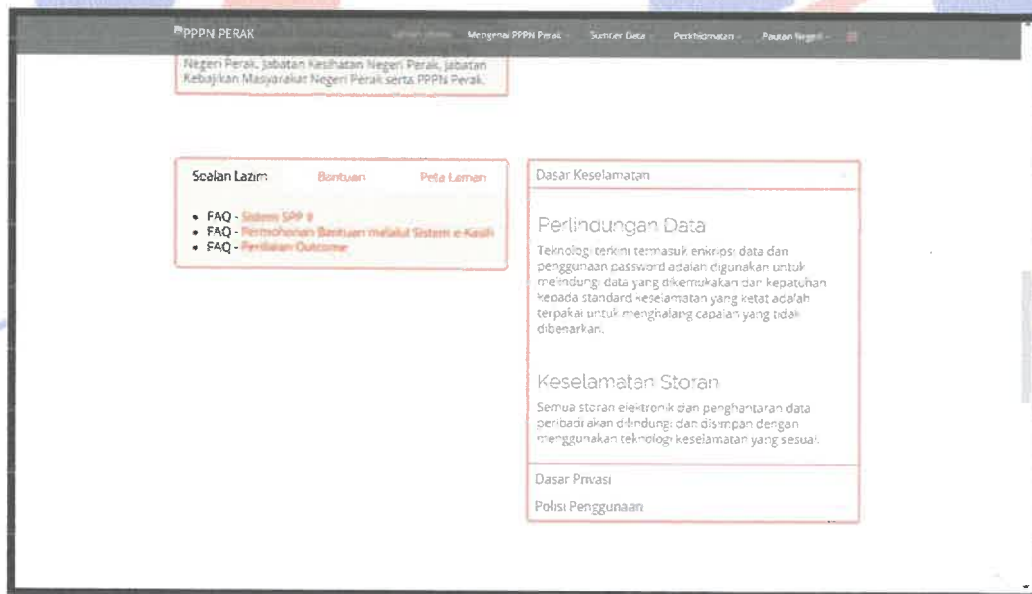 PPPN PERAK
Mengenai PPPN Perak
Sumber Data
Perkhidmatan
Pautan Negeri
Negeri Perak, Jabatan Kesihatan Negeri Perak, Jabatan
Kebajikan Masyarakat Negeri Perak serta PPPN Perak.
Soalan Lazim
Bantuan
Peta Laman
FAQ - Sistem SPP II
FAQ - Permohonan Bantuan melalui Sistem e-Kasih
FAQ - Penilaian Outcome
Dasar Keselamatan
Perlindungan Data
Teknologi terkini termasuk enkripsi data dan
penggunaan password adalah digunakan untuk
melindungi data yang dikemukakan dan kepatuhan
kepada standard keselamatan yang ketat adalah
terpakai untuk menghalang capaian yang tidak
dibenarkan.
Keselamatan Storan
Semua storan elektronik dan penghantaran data
peribadi akan dilindungi dan disimpan dengan
menggunakan teknologi keselamatan yang sesuai.
Dasar Privasi
Polisi Penggunaan